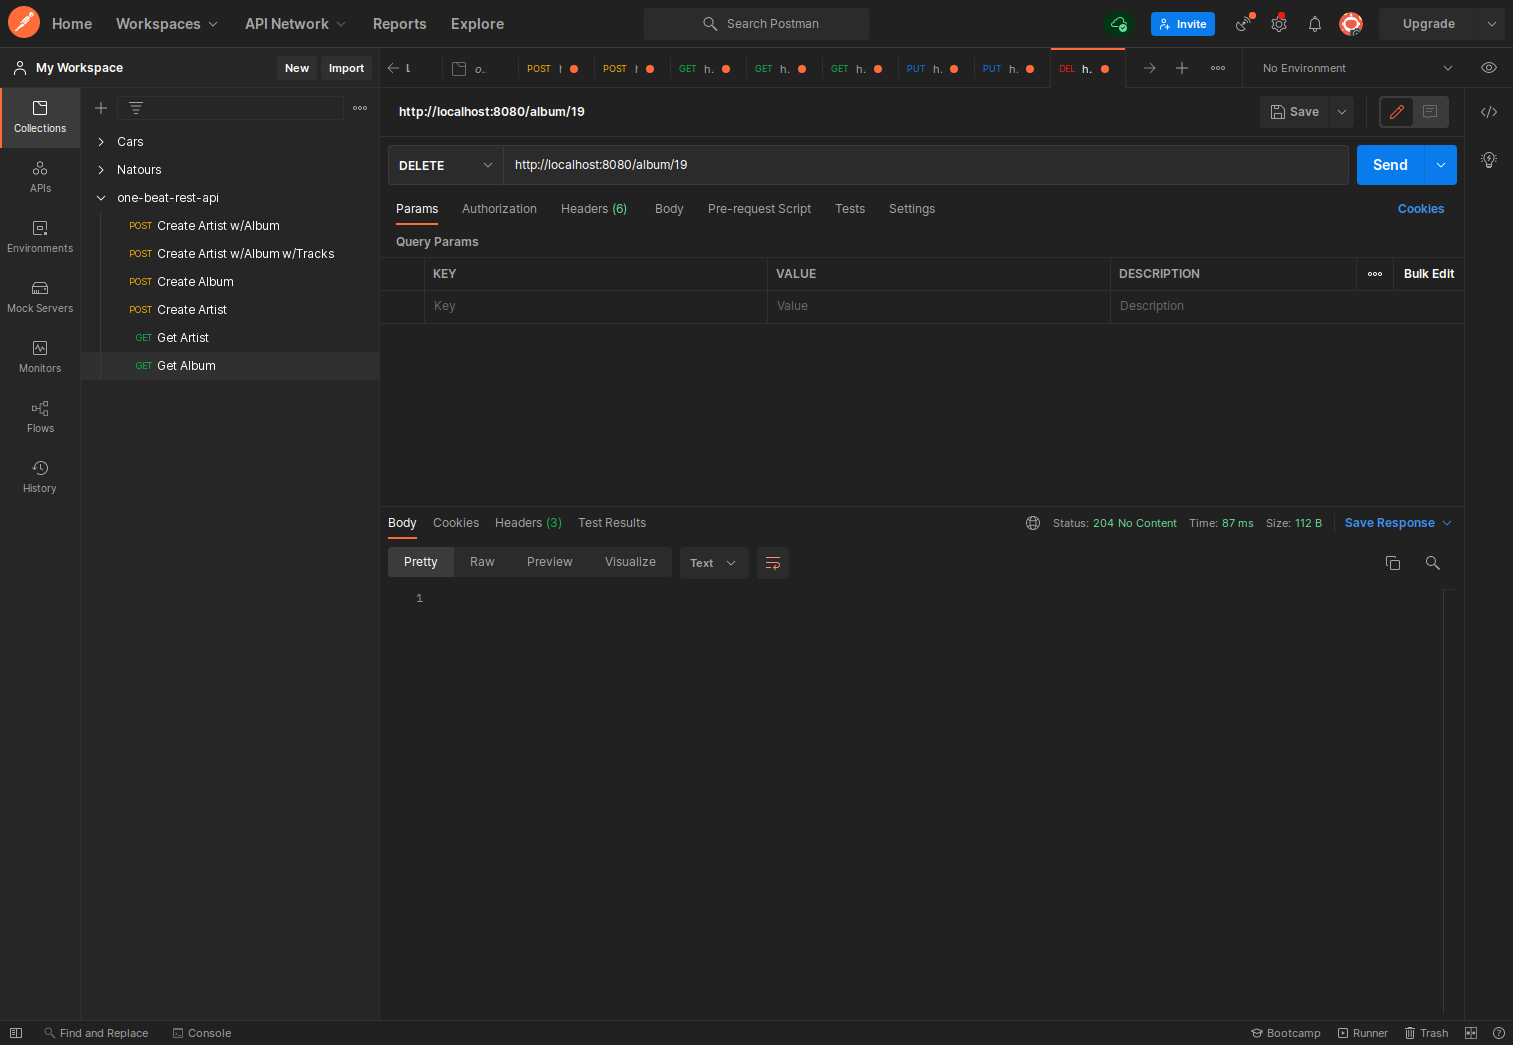 Home Workspaces API Network Reports Explore Search Postman Invite Upgrade
My Workspace New Import
POST POST GET h. GET h. GET h. PUT h. PUT h. DEL h. No Environment
Collections
APIs
Environments
Mock Servers
Monitors
Flows
History
Cars
Natours
one-beat-rest-api
POST Create Artist w/Album
POST Create Artist w/Album w/Tracks
POST Create Album
POST Create Artist
GET Get Artist
GET Get Album
http://localhost:8080/album/19 Save
DELETE http://localhost:8080/album/19 Send
Params Authorization Headers (6) Body Pre-request Script Tests Settings Cookies
Query Params
KEY VALUE DESCRIPTION Bulk Edit
Key Value Description
Body Cookies Headers (3) Test Results Status: 204 No Content Time: 87 ms Size: 112 B Save Response
Pretty Raw Preview Visualize Text
1
Find and Replace Console Bootcamp Runner Trash